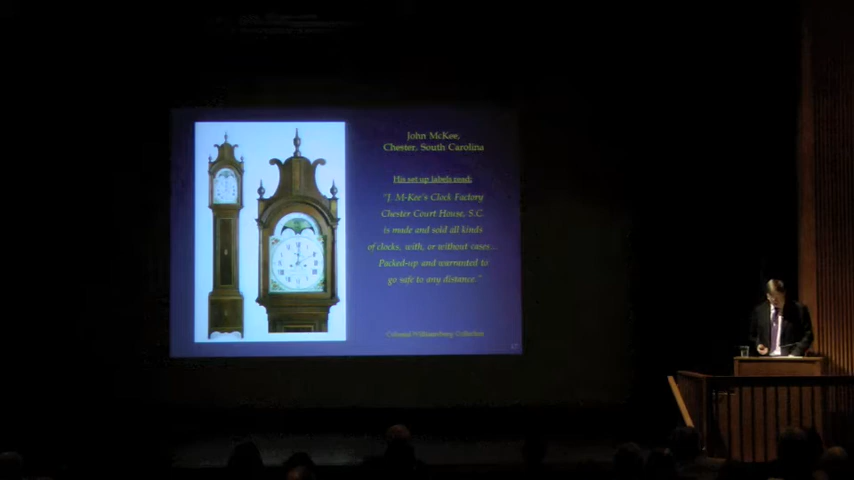 John McKee,
Chester, South Carolina
His set up labels read:
"J. McKee's Clock Factory
Chester Court House, S.C.
is made and sold all kinds
of clocks, with, or without cases...
Packed-up and warranted to
go safe to any distance."
Colonial Williamsburg Collection